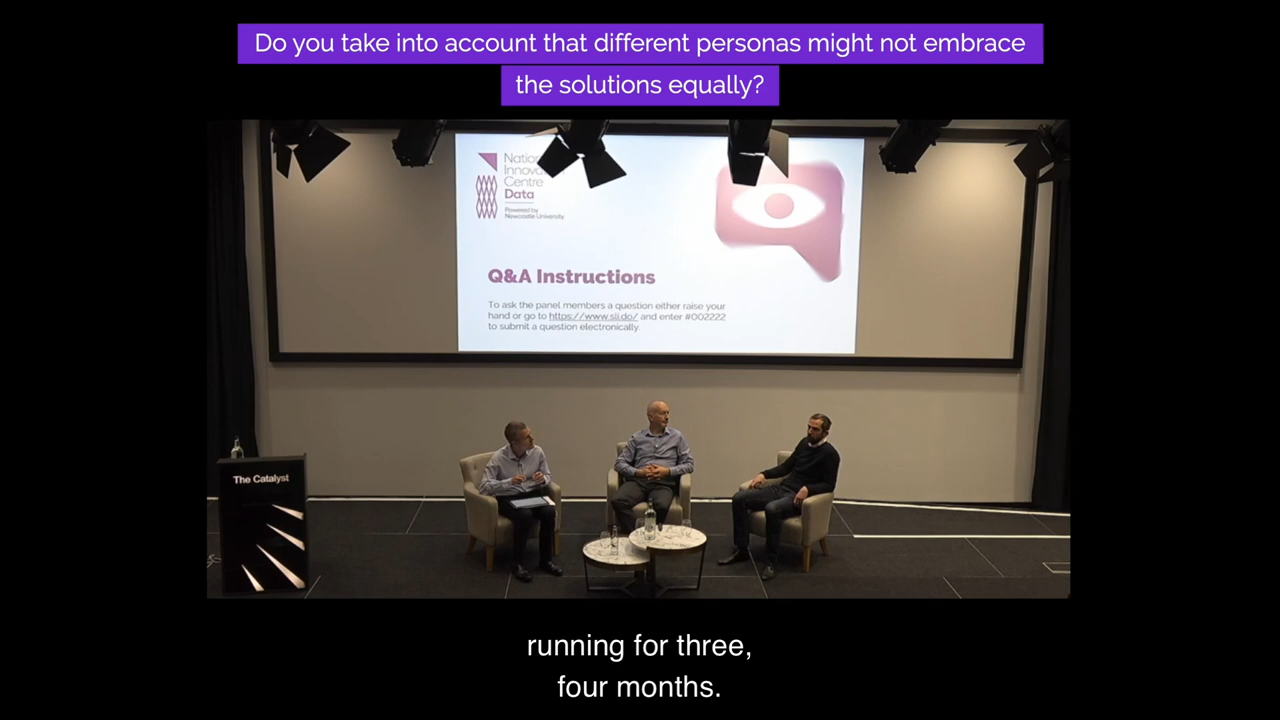 Do you take into account that different personas might not embrace
the solutions equally?
Centre
Data
Powered by
Newcastle University
Q&A Instructions
To ask the panel members a question either raise your
hand or go to https://www.sli.do/ and enter #002222
to submit a question electronically.
The Catalyst
running for three,
four months.